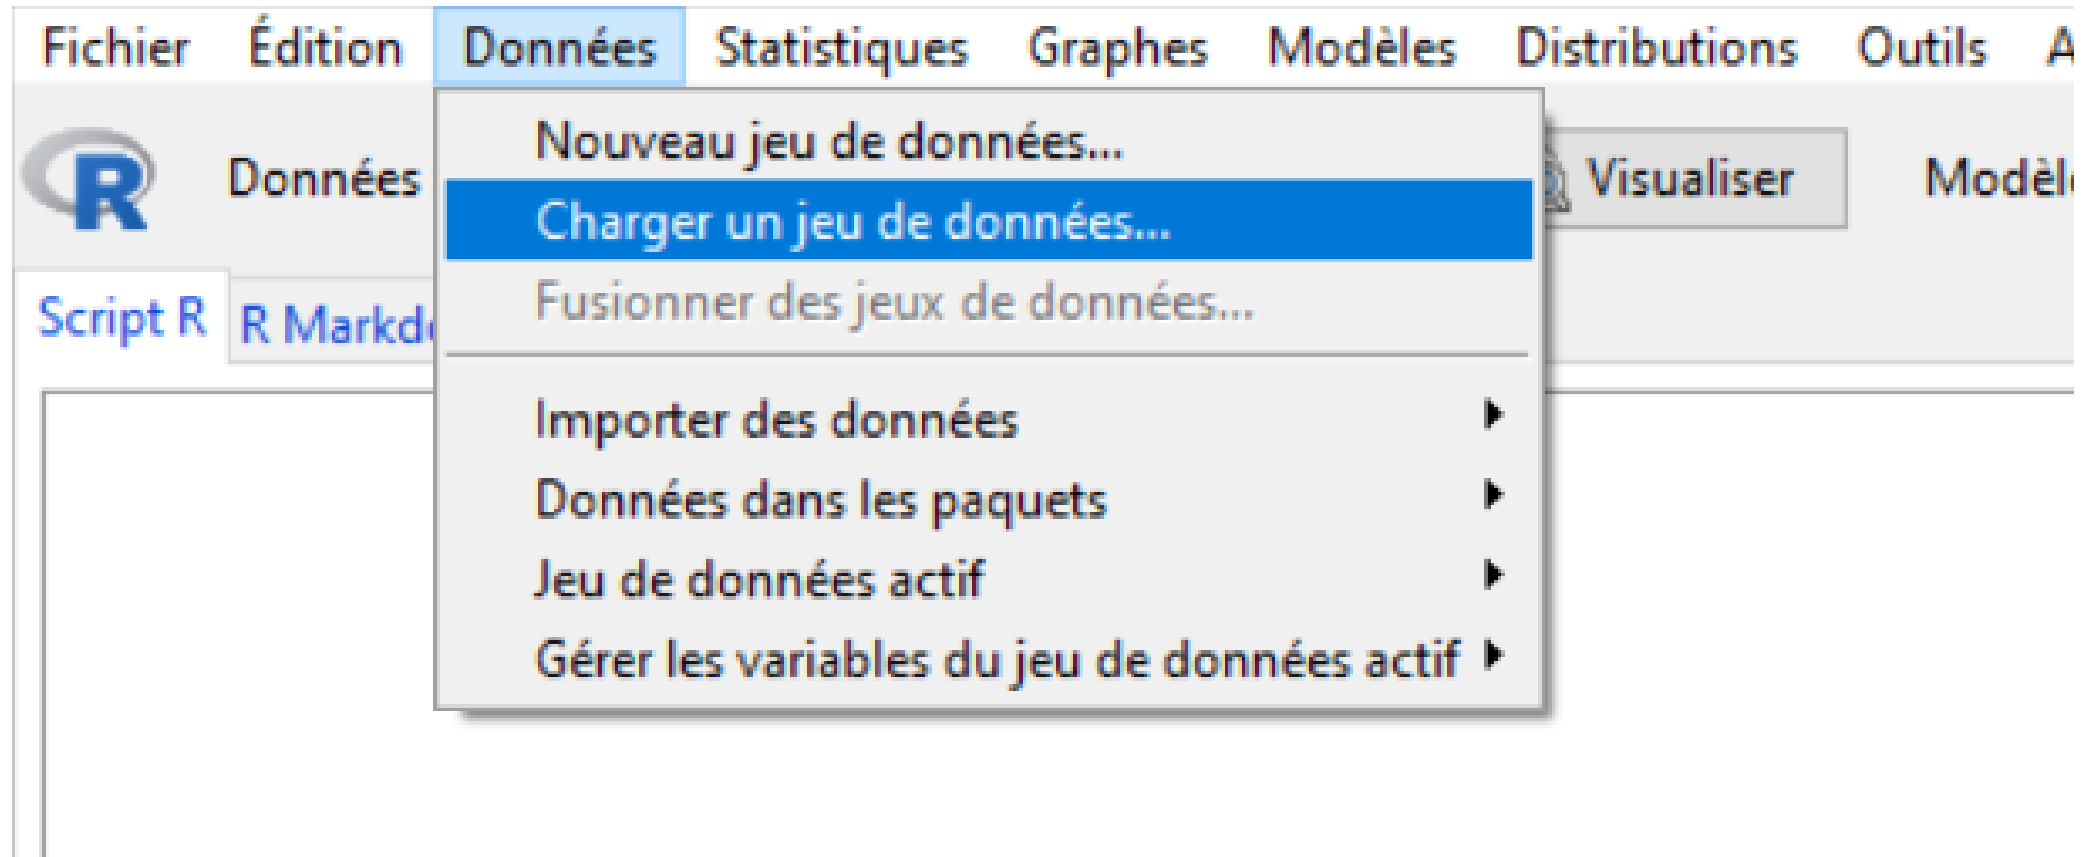 Fichier Édition Données Statistiques Graphes Modèles Distributions Outils
R Données Visualiser
Nouveau jeu de données...
Charger un jeu de données...
Fusionner des jeux de données...
Script R R
Importer des données
Données dans les paquets
Jeu de données actif
Gérer les variables du jeu de données actif